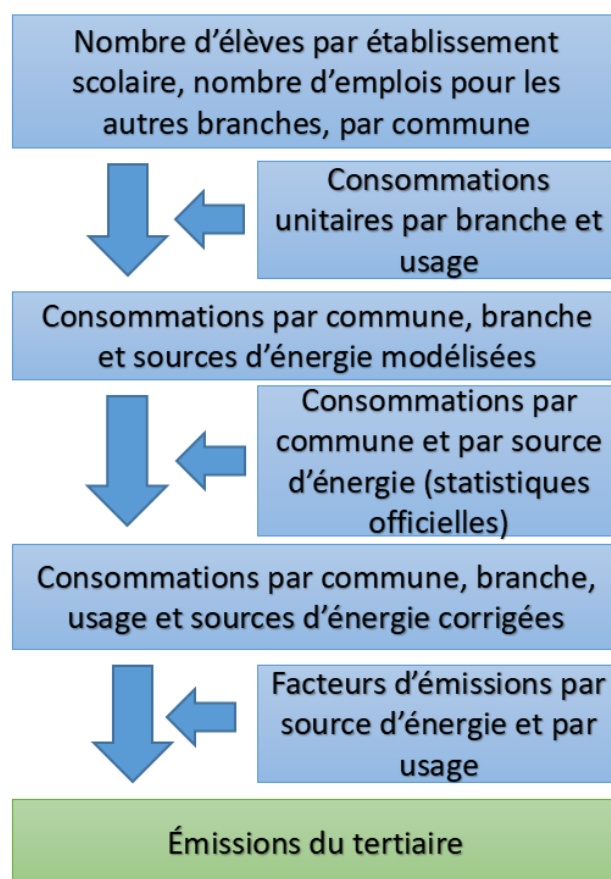 Nombre d’élèves par établissement
scolaire, nombre d’emplois pour les
autres branches, par commune
Consommations
unitaires par branche et
usage
Consommations par commune, branche
et sources d’énergie modélisées
Consommations par
commune et par source
d’énergie (statistiques
officielles)
Consommations par commune, branche,
usage et sources d’énergie corrigées
Facteurs d’émissions par
source d’énergie et par
usage
Émissions du tertiaire